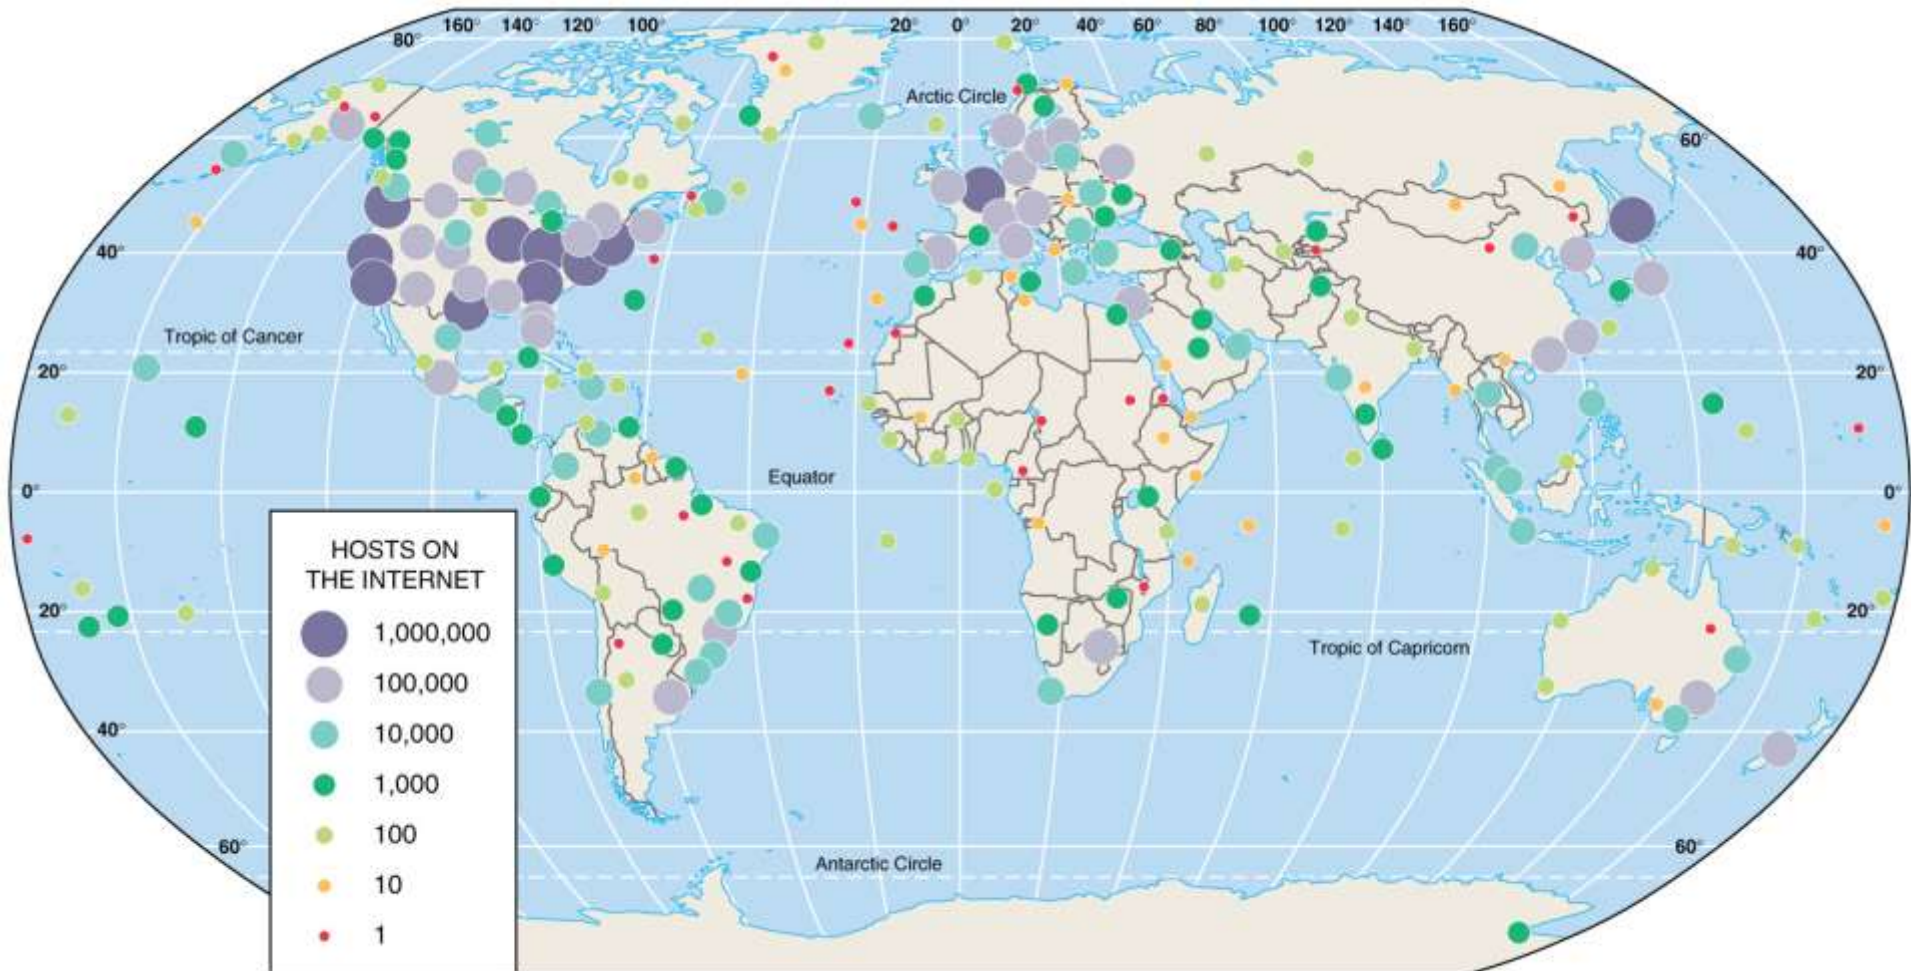 160° 140° 120° 100° 20° 0° 20° 40° 60° 80° 100° 120° 140° 160°
80°
Arctic Circle
60°
40° 40°
Tropic of Cancer
20° 20°
Equator
0° 0°
HOSTS ON
THE INTERNET
1,000,000
100,000
10,000
1,000
100
10
1
20° 20°
Tropic of Capricorn
40°
60° 60°
Antarctic Circle